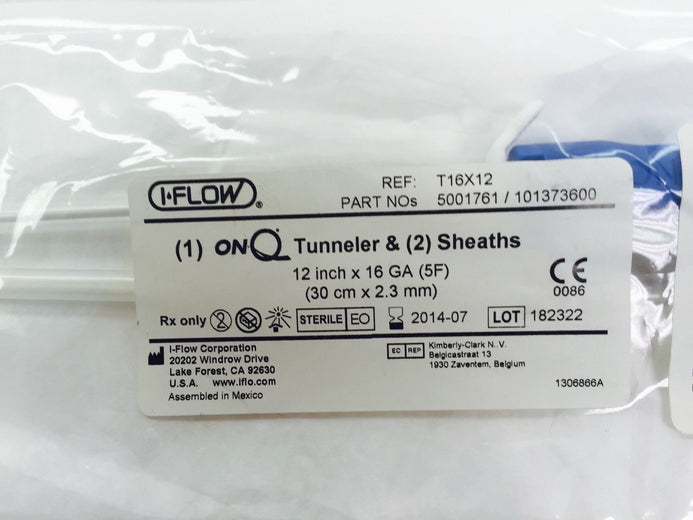 I-FLOW®
REF: T16X12
PART NOs 5001761 / 101373600
(1) ON-Q Tunneler & (2) Sheaths
12 inch x 16 GA (5F)
(30 cm x 2.3 mm)
CE
0086
Rx only 2 STERILE EO 2014-07 LOT 182322
I-Flow Corporation
20202 Windrow Drive
Lake Forest, CA 92630
U.S.A. www.iflo.com
Assembled in Mexico
EC REP Kimberly-Clark N. V.
Belgicastraat 13
1930 Zaventem, Belgium
1306866A